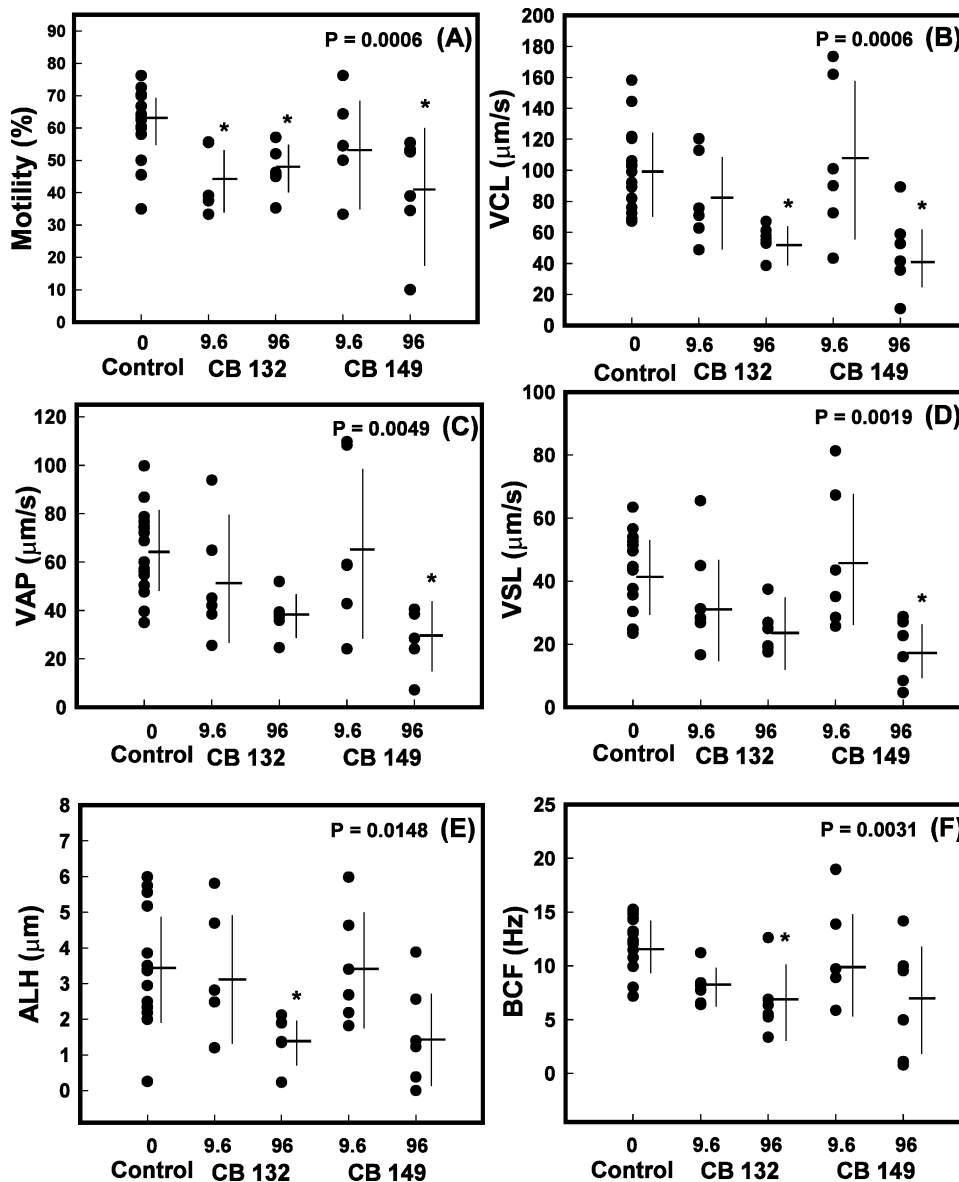 P = 0.0006 (A)
Motility (%)
90
80
70
60
50
40
30
20
10
0
* * *
0 9.6 96 9.6 96
Control CB 132 CB 149
P = 0.0006 (B)
VCL (μm/s)
200
180
160
140
120
100
80
60
40
20
0
* *
0 9.6 96 9.6 96
Control CB 132 CB 149
P = 0.0049 (C)
VAP (μm/s)
120
100
80
60
40
20
0
*
0 9.6 96 9.6 96
Control CB 132 CB 149
P = 0.0019 (D)
VSL (μm/s)
100
80
60
40
20
0
*
0 9.6 96 9.6 96
Control CB 132 CB 149
P = 0.0148 (E)
ALH (μm)
8
7
6
5
4
3
2
1
0
*
0 9.6 96 9.6 96
Control CB 132 CB 149
P = 0.0031 (F)
BCF (Hz)
25
20
15
10
5
0
*
0 9.6 96 9.6 96
Control CB 132 CB 149